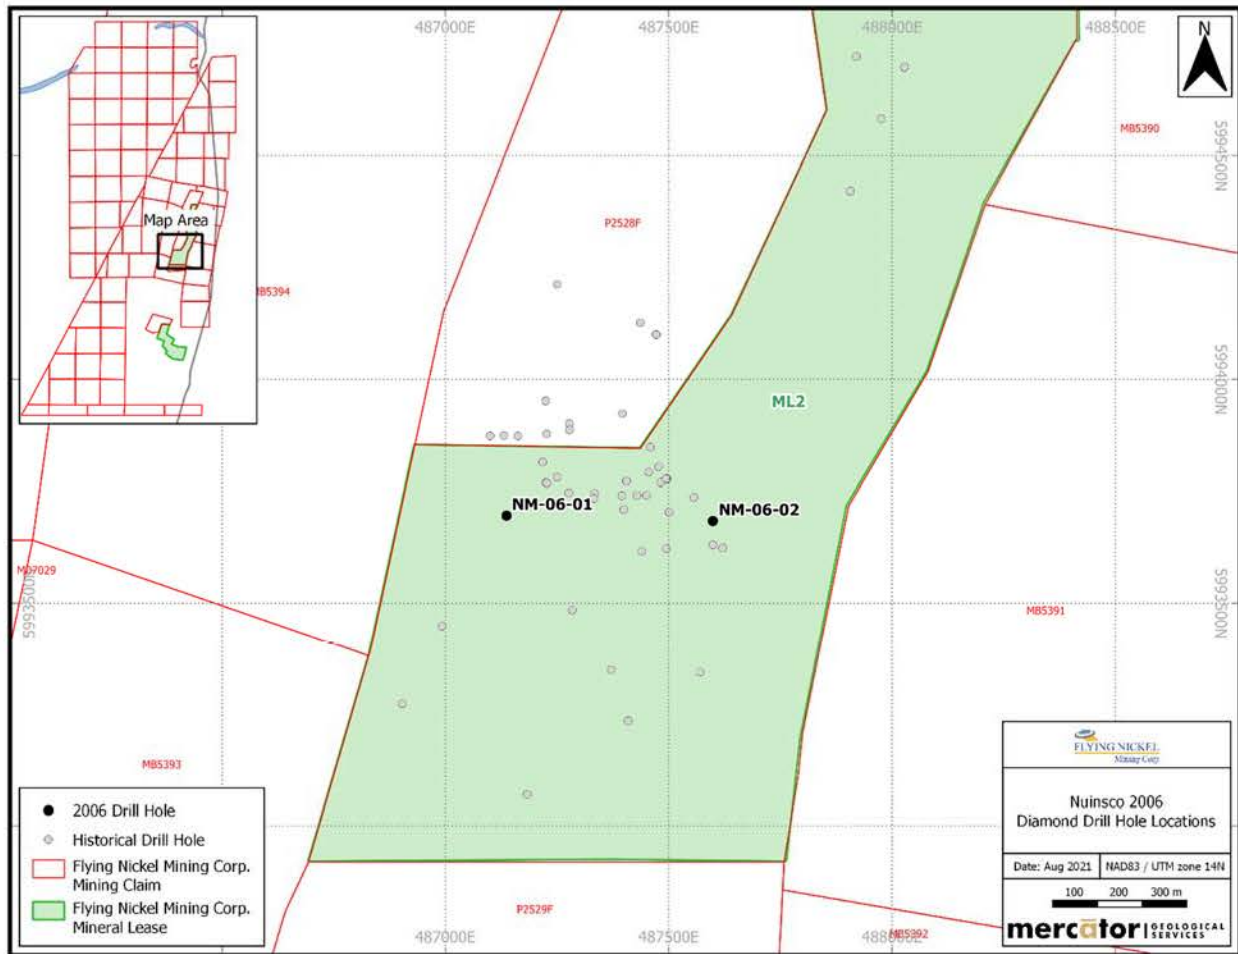 487000E
487500E
488000E
488500E
N
MB5390
5994500N
Map Area
P2528F
MB5394
5994000N
ML2
NM-06-01
NM-06-02
5993500N
5993500N
MB5391
MB5393
2006 Drill Hole
Historical Drill Hole
Flying Nickel Mining Corp.
Mining Claim
Flying Nickel Mining Corp.
Mineral Lease
P2529F
487000E
487500E
488000E
MB5392
FLYING NICKEL
Mining Corp
Nuinsco 2006
Diamond Drill Hole Locations
Date: Aug 2021
NAD83 / UTM zone 14N
100 200 300 m
mercātor GEOLOGICAL
SERVICES